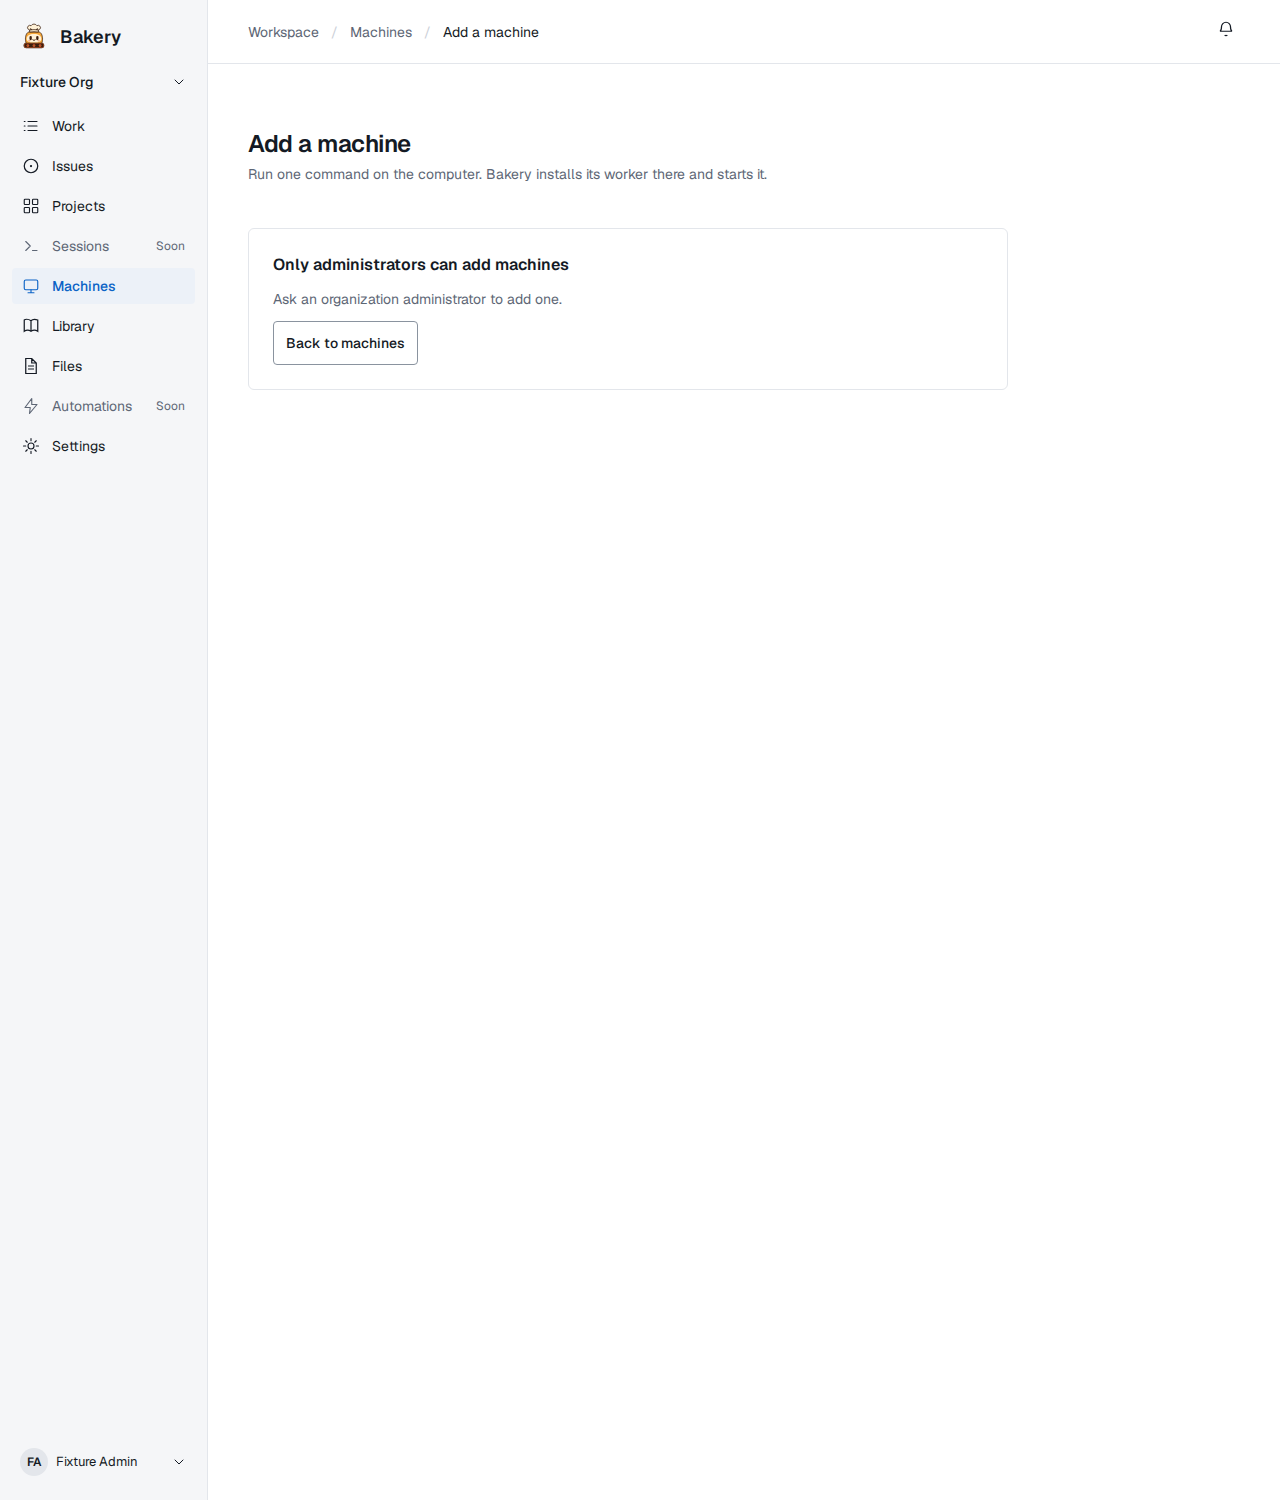 Bakery
Fixture Org
Work
Issues
Projects
Sessions Soon
Machines
Library
Files
Automations Soon
Settings
FA Fixture Admin
Workspace / Machines / Add a machine
Add a machine
Run one command on the computer. Bakery installs its worker there and starts it.
Only administrators can add machines
Ask an organization administrator to add one.
Back to machines